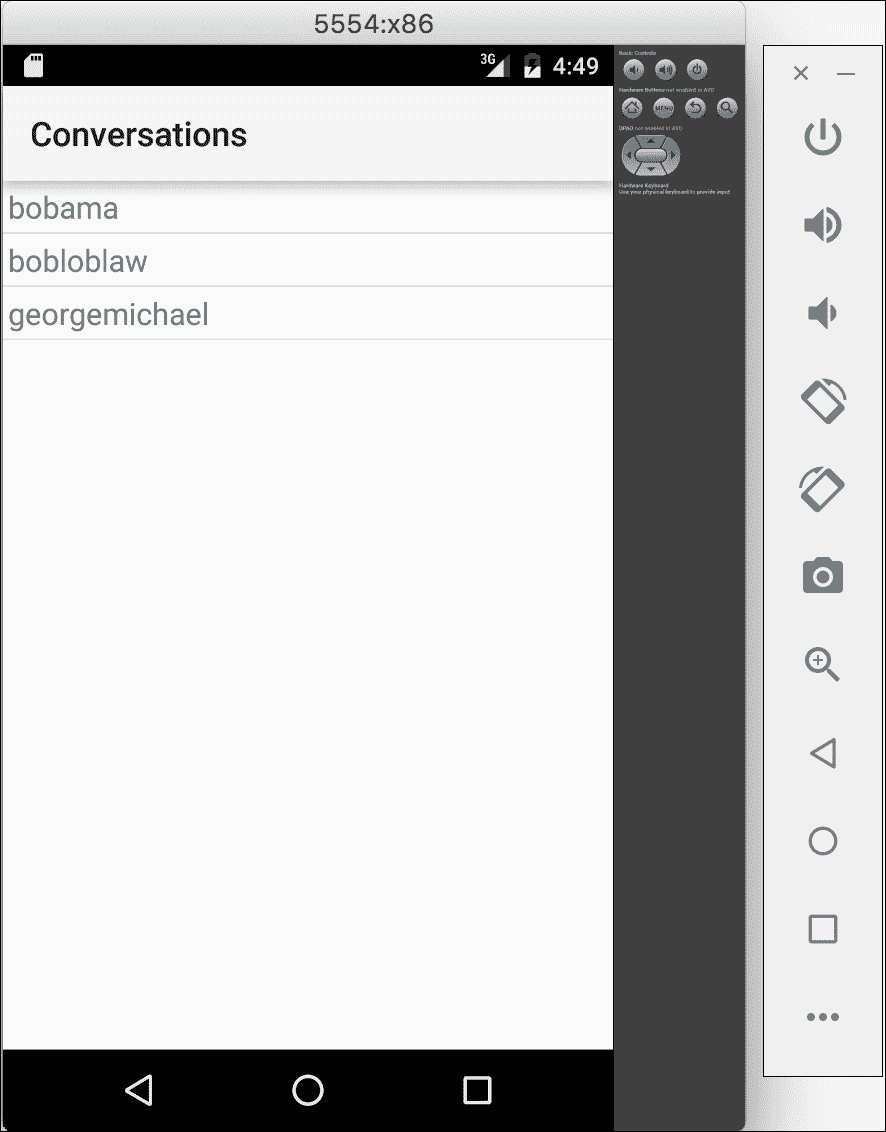 5554:x86
3G 4:49
Conversations
bobama
bobloblaw
georgemichael
Basic Controls
Hardware Buttons not enabled in AVD
MENU
DPAD not enabled in AVD
Hardware Keyboard
Use your physical keyboard to provide input